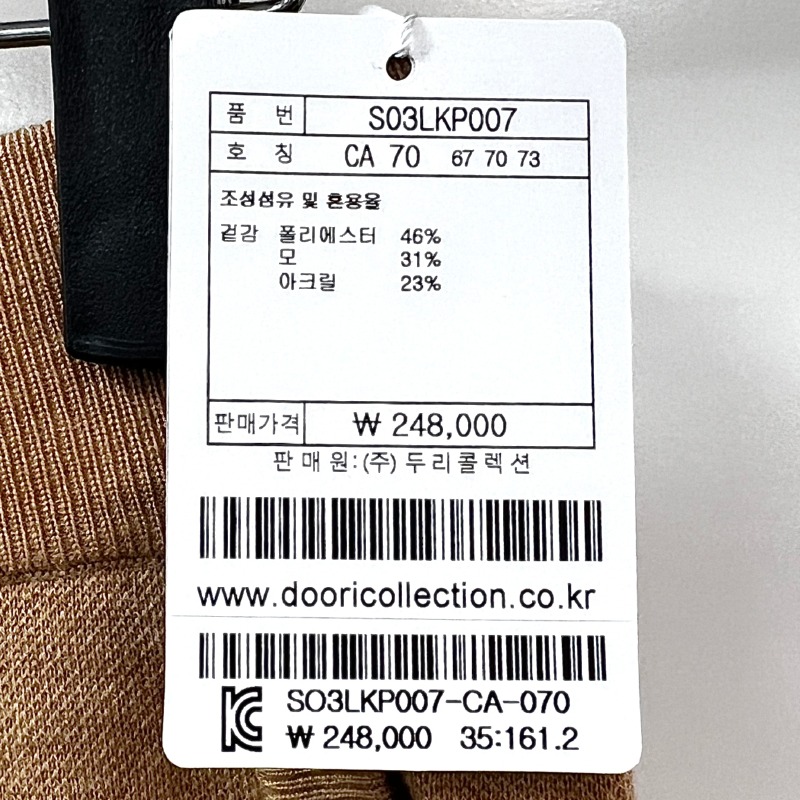 품 번 S03LKP007
호 칭 CA 70 67 70 73
조성섬유 및 혼용율
겉감 폴리에스터 46%
모 31%
아크릴 23%
판매가격 ₩ 248,000
판 매 원:(주) 두리콜렉션
www.dooricollection.co.kr
SO3LKP007-CA-070
₩ 248,000 35:161.2